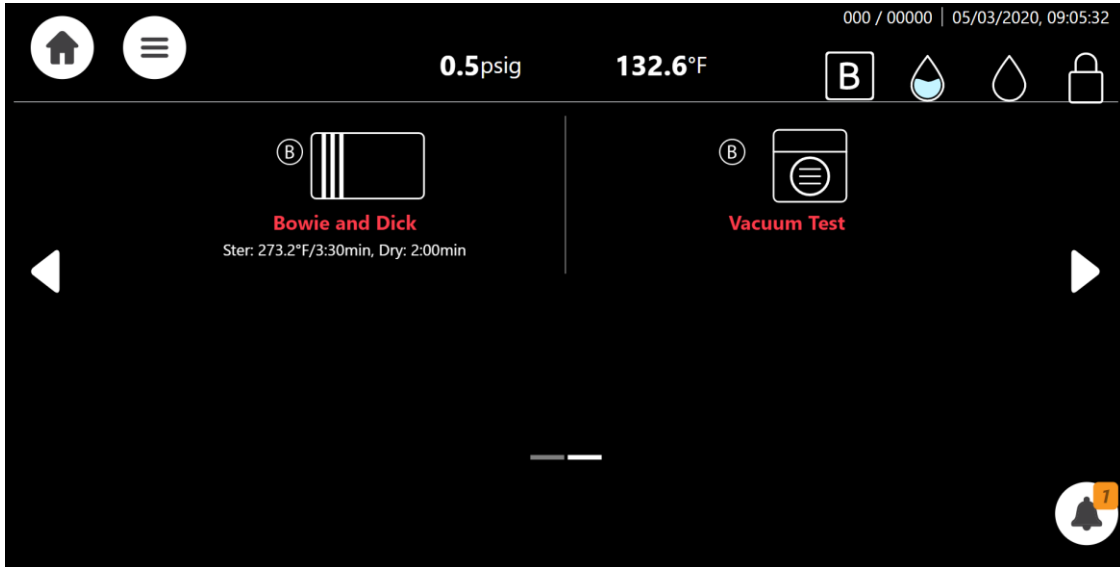 000 / 00000 | 05/03/2020, 09:05:32
0.5psig 132.6°F B
B B
Bowie and Dick Vacuum Test
Ster: 273.2°F/3:30min, Dry: 2:00min
1